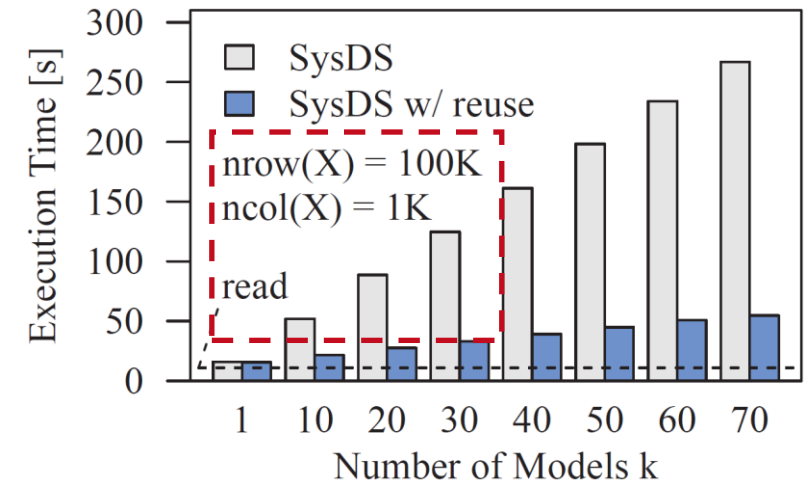 300
250
200
150
100
50
0
Execution Time [s]
SysDS
SysDS w/ reuse
nrow(X) = 100K
ncol(X) = 1K
read
1 10 20 30 40 50 60 70
Number of Models k